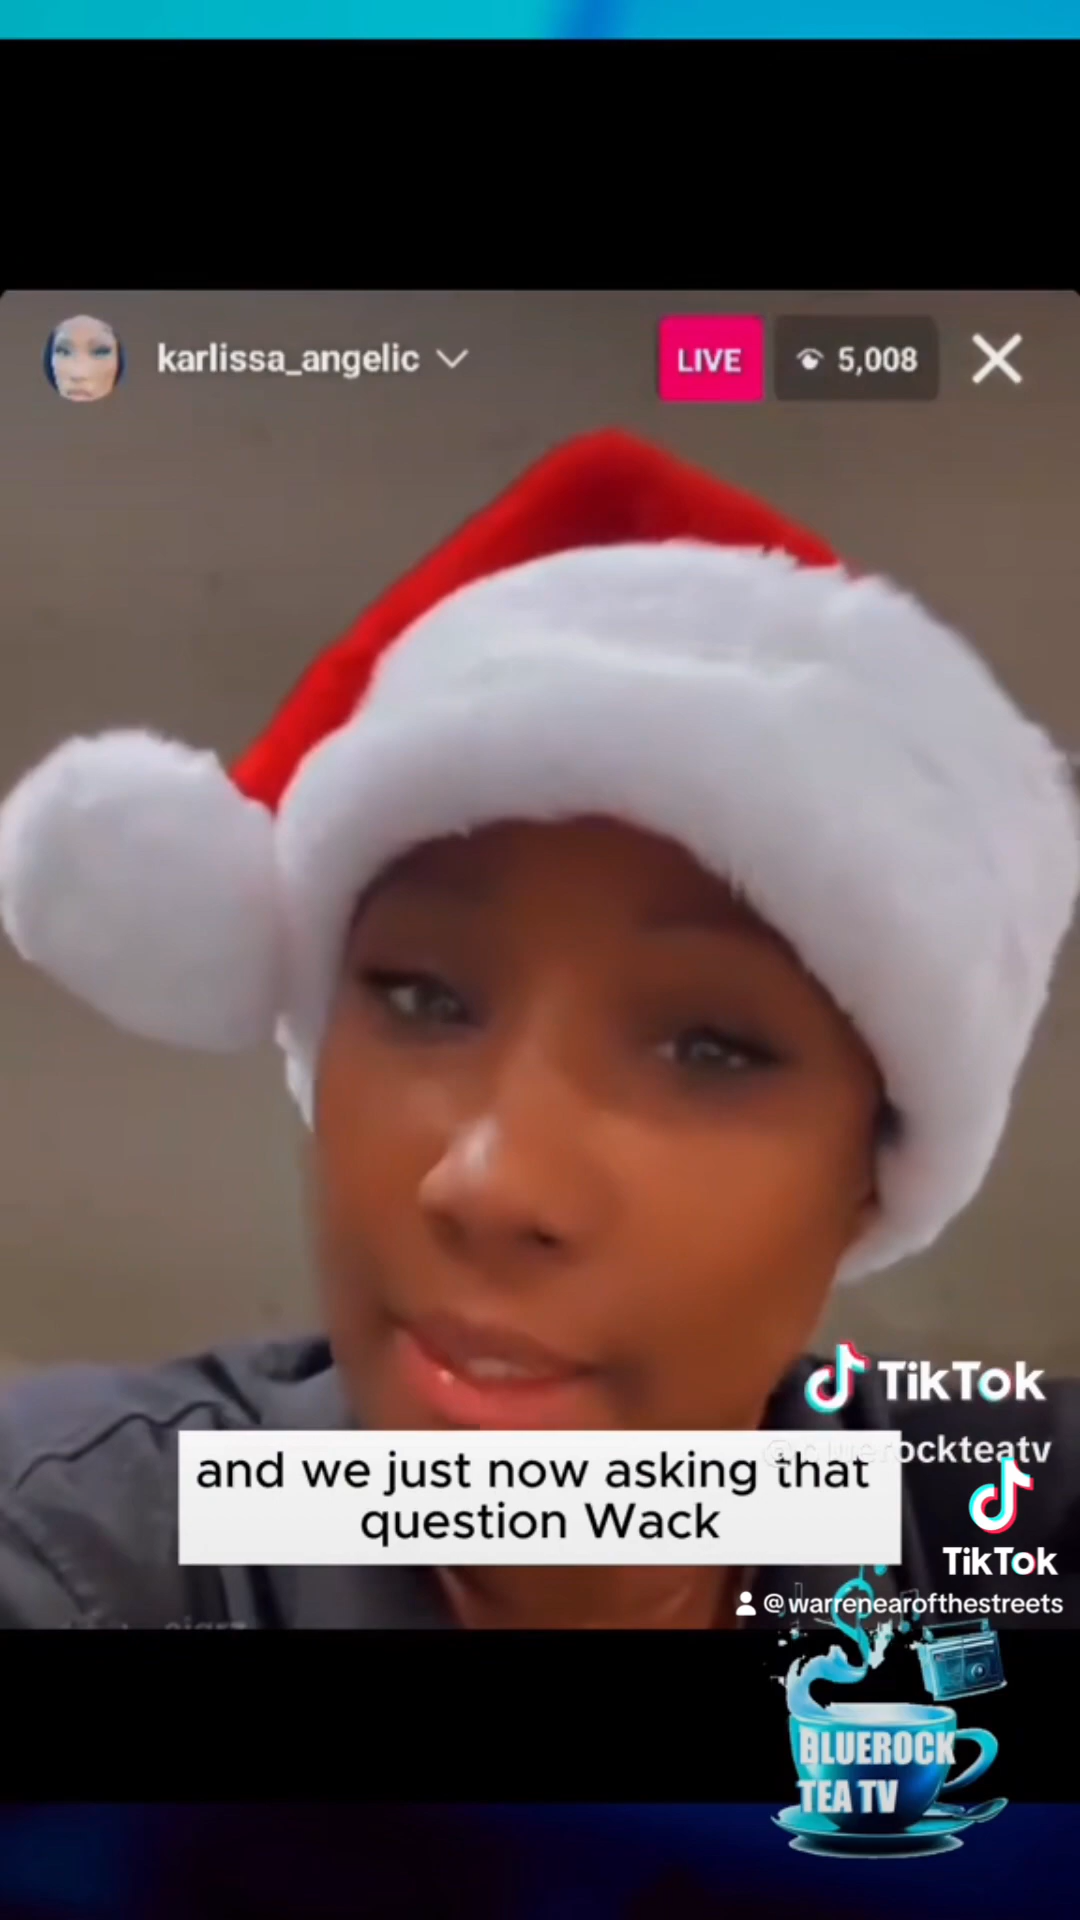 karlissa_angelic
LIVE
5,008
TikTok
and we just now asking that
question Wack
TikTok
@warrenearofthestreets
BLUEROCK
TEA TV